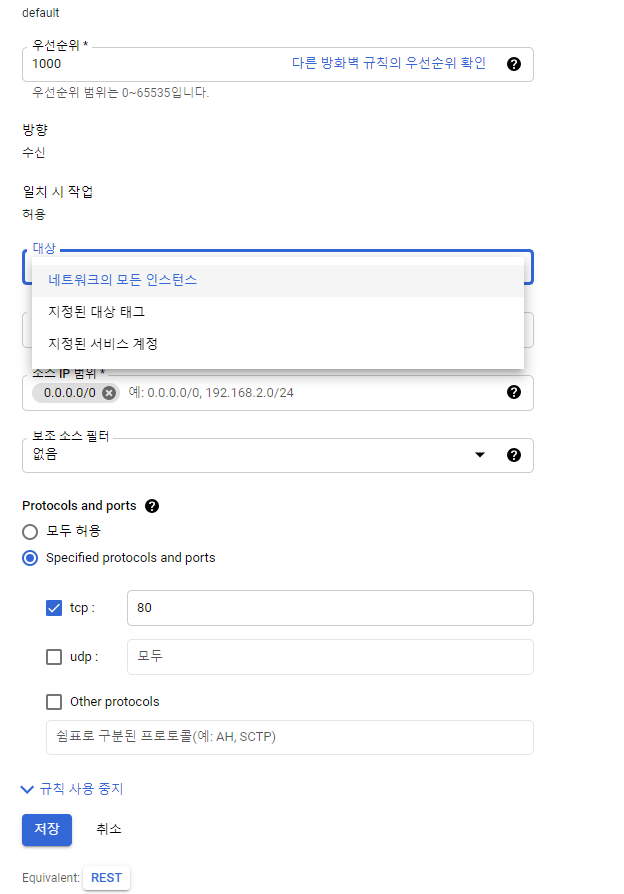 default
우선순위 *
1000 다른 방화벽 규칙의 우선순위 확인
우선순위 범위는 0~65535입니다.
방향
수신
일치 시 작업
허용
대상
네트워크의 모든 인스턴스
지정된 대상 태그
지정된 서비스 계정
소스 IP 범위 *
0.0.0.0/0 예: 0.0.0.0/0, 192.168.2.0/24
보조 소스 필터
없음
Protocols and ports
모두 허용
Specified protocols and ports
tcp : 80
udp : 모두
Other protocols
쉼표로 구분된 프로토콜(예: AH, SCTP)
규칙 사용 중지
저장 취소
Equivalent: REST